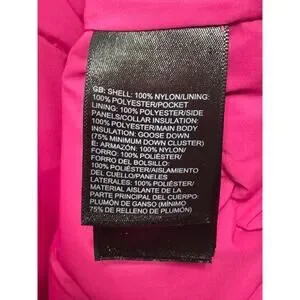 GB: SHELL: 100% NYLON/LINING:
100% POLYESTER/POCKET
LINING: 100% POLYESTER/SIDE
PANELS/COLLAR INSULATION:
100% POLYESTER/MAIN BODY
INSULATION: GOOSE DOWN
(75% MINIMUM DOWN CLUSTER)
E: ARMAZÓN: 100% NYLON/
FORRO: 100% POLIÉSTER/
FORRO DEL BOLSILLO:
100% POLIÉSTER/AISLAMIENTO
DEL CUELLO/PANELES
LATERALES: 100% POLIÉSTER/
MATERIAL AISLANTE DE LA
PARTE PRINCIPAL DEL CUERPO:
PLUMÓN DE GANSO (MÍNIMO
75% DE RELLENO DE PLUMÓN)